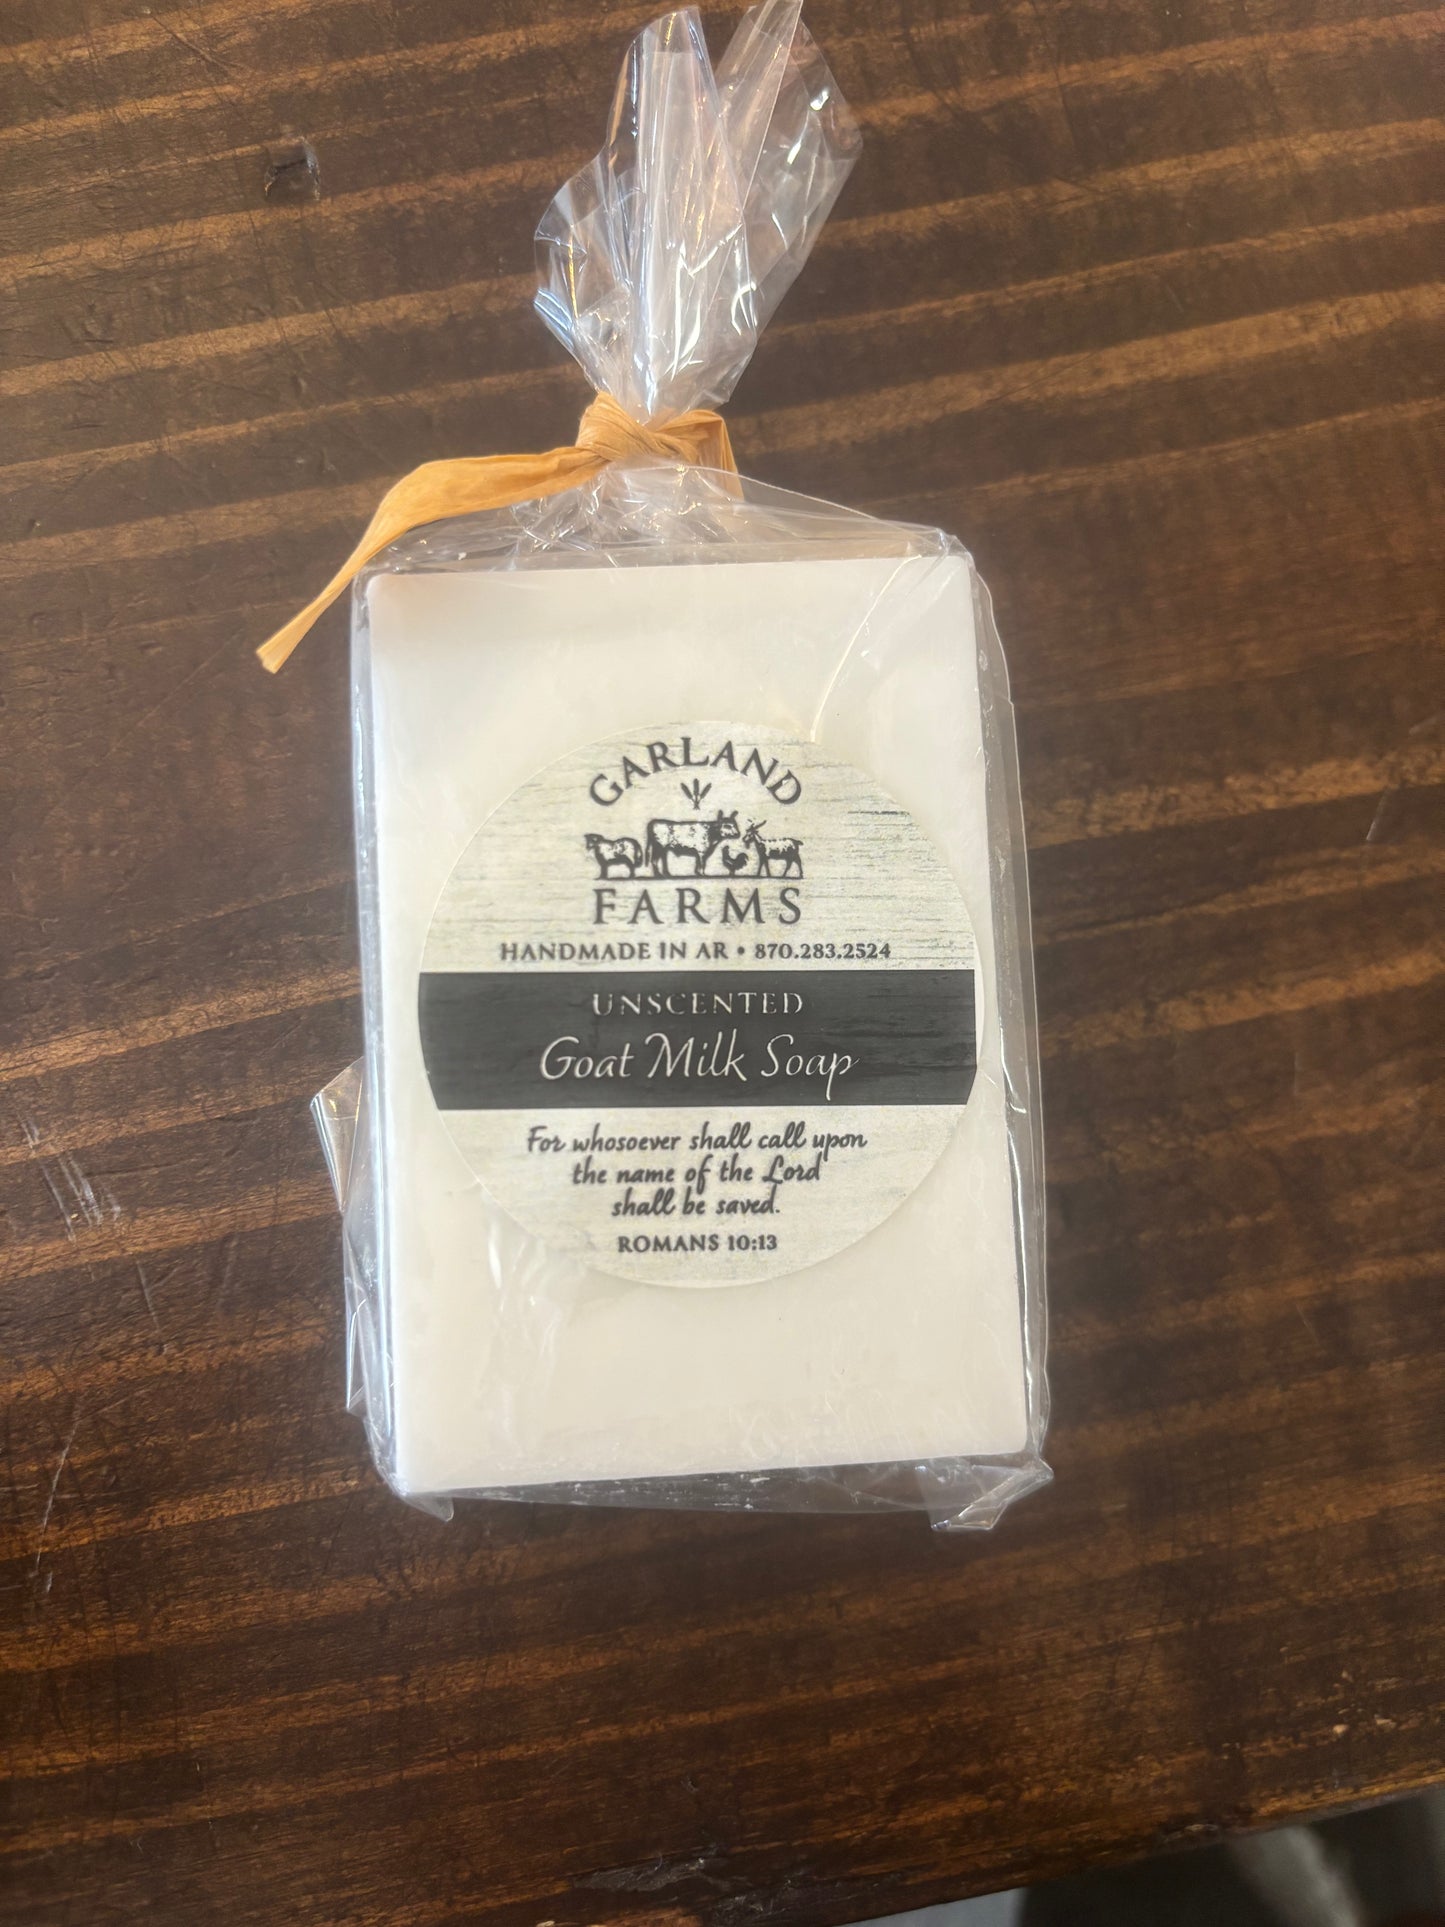 GARLAND
FARMS
HANDMADE IN AR • 870.283.2524
UNSCENTED
Goat Milk Soap
For whosoever shall call upon
the name of the Lord
shall be saved.
ROMANS 10:13